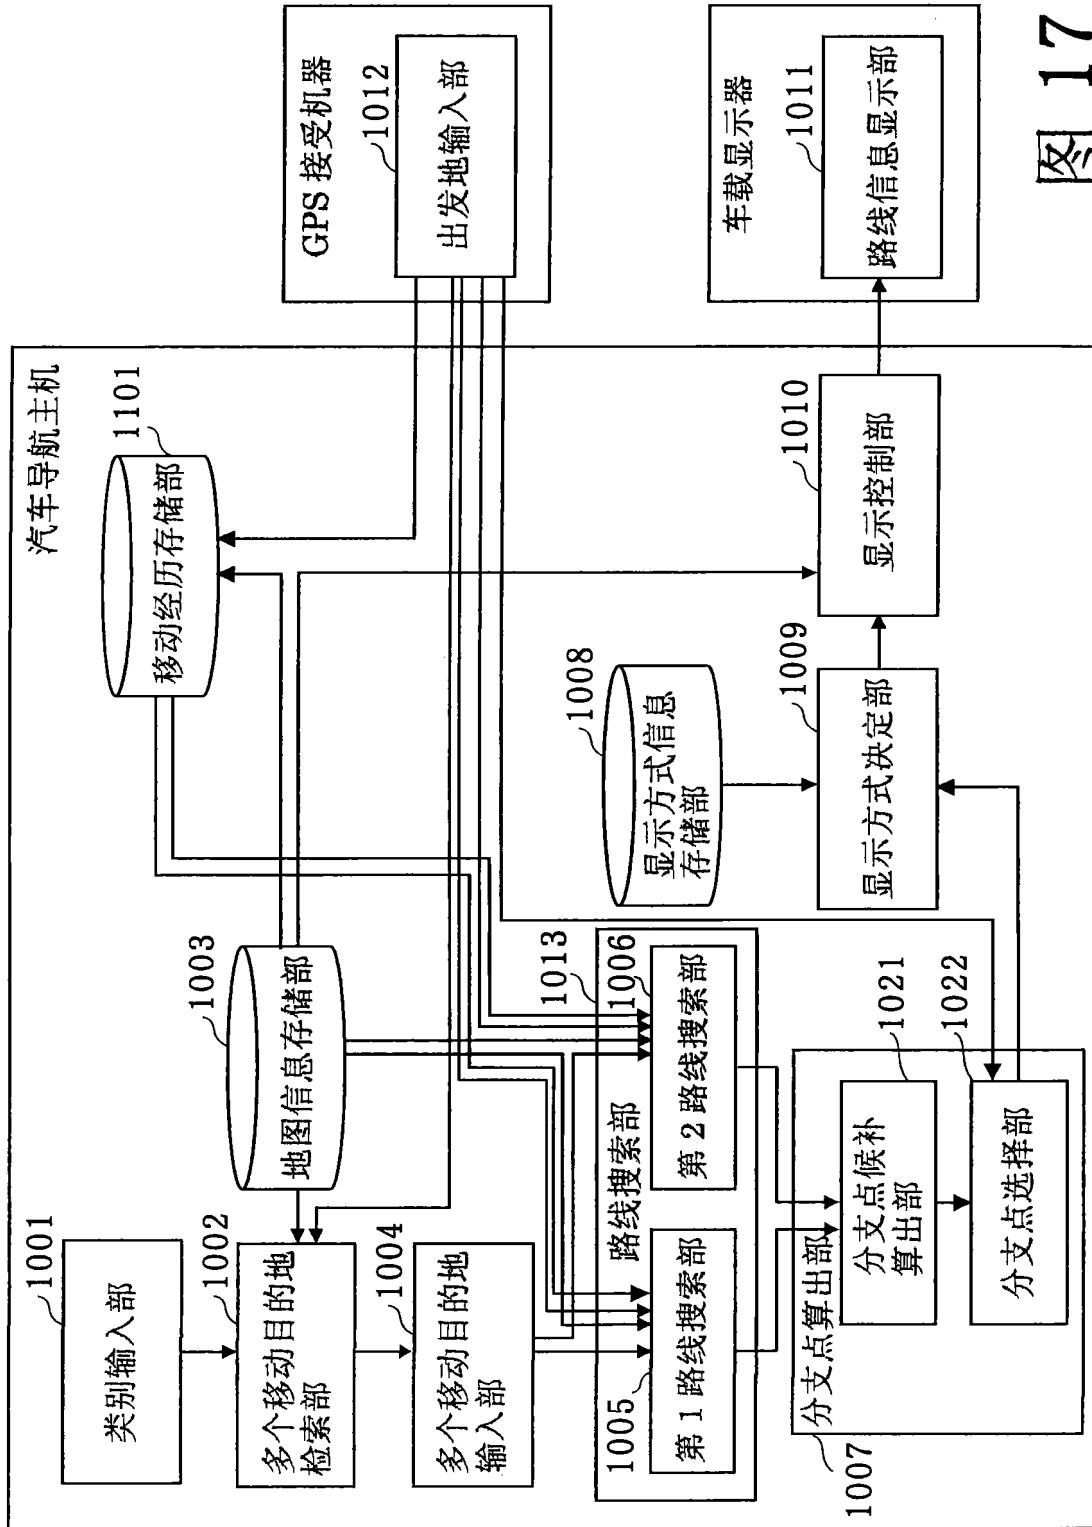 汽车导航主机
1001
类别输入部
1002
多个移动目的地
检索部
1004
多个移动目的地
输入部
1003
地图信息存储部
1101
移动经历存储部
GPS 接受机器
1012
出发地输入部
1013
路线搜索部
1005
第 1 路线搜索部
1006
第 2 路线搜索部
1007
分支点算出部
1021
分支点候补
算出部
1022
分支点选择部
1008
显示方式信息
存储部
1009
显示方式决定部
1010
显示控制部
车载显示器
1011
路线信息显示部
图 17